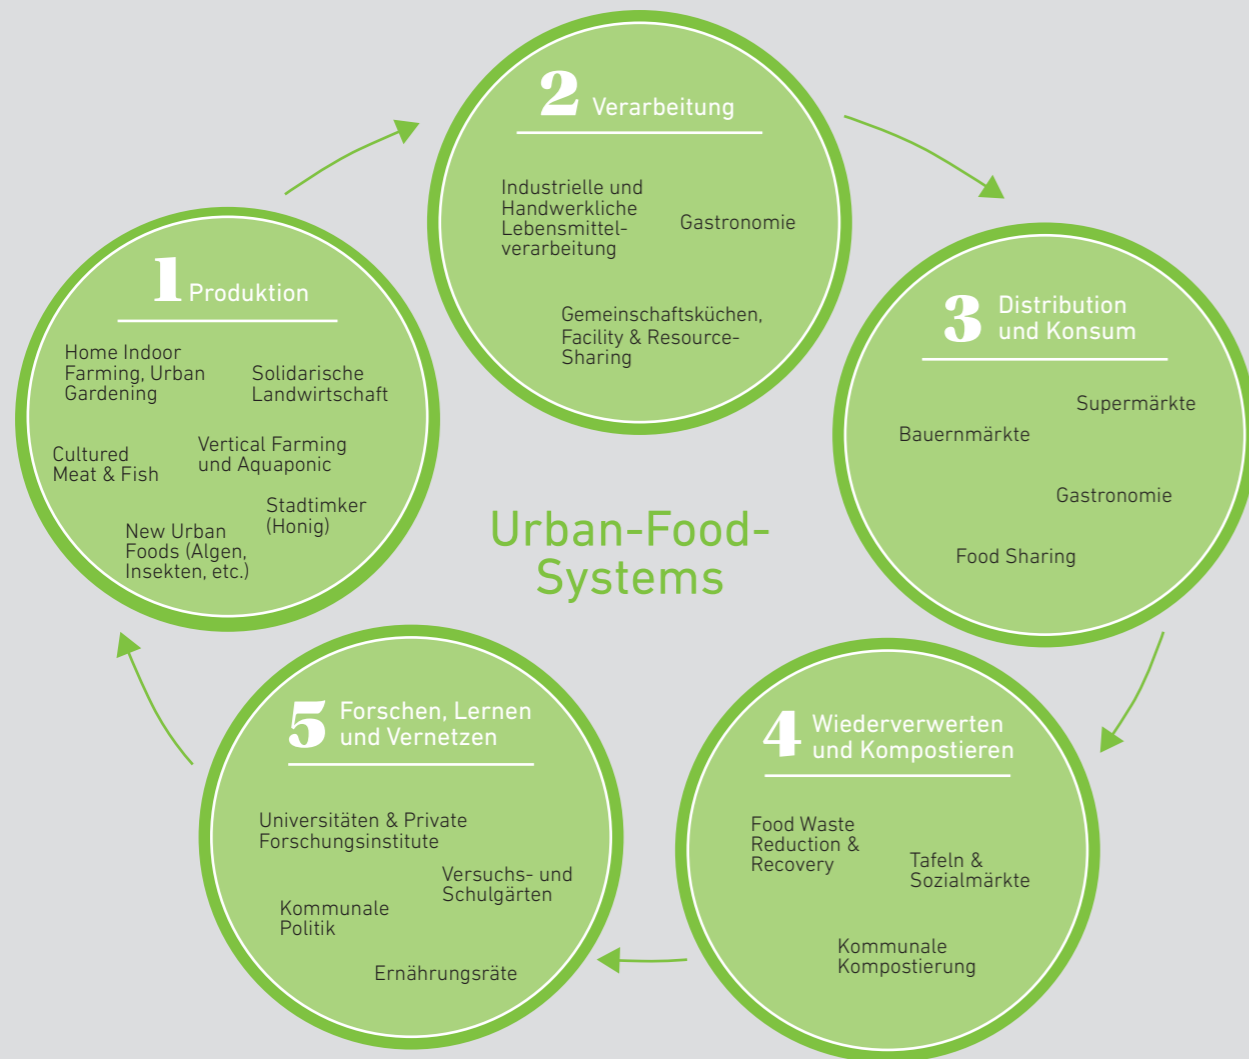 1 Produktion
Home Indoor
Farming, Urban
Gardening
Solidarische
Landwirtschaft
Cultured
Meat & Fish
Vertical Farming
und Aquaponic
Stadtimker
(Honig)
New Urban
Foods (Algen,
Insekten, etc.)
2 Verarbeitung
Industrielle und
Handwerkliche
Lebensmittel-
verarbeitung
Gastronomie
Gemeinschaftsküchen,
Facility & Resource-
Sharing
3 Distribution
und Konsum
Supermärkte
Bauernmärkte
Gastronomie
Food Sharing
Urban-Food-
Systems
4 Wiederverwerten
und Kompostieren
Food Waste
Reduction &
Recovery
Tafeln &
Sozialmärkte
Kommunale
Kompostierung
5 Forschen, Lernen
und Vernetzen
Universitäten & Private
Forschungsinstitute
Versuchs- und
Schulgärten
Kommunale
Politik
Ernährungsräte